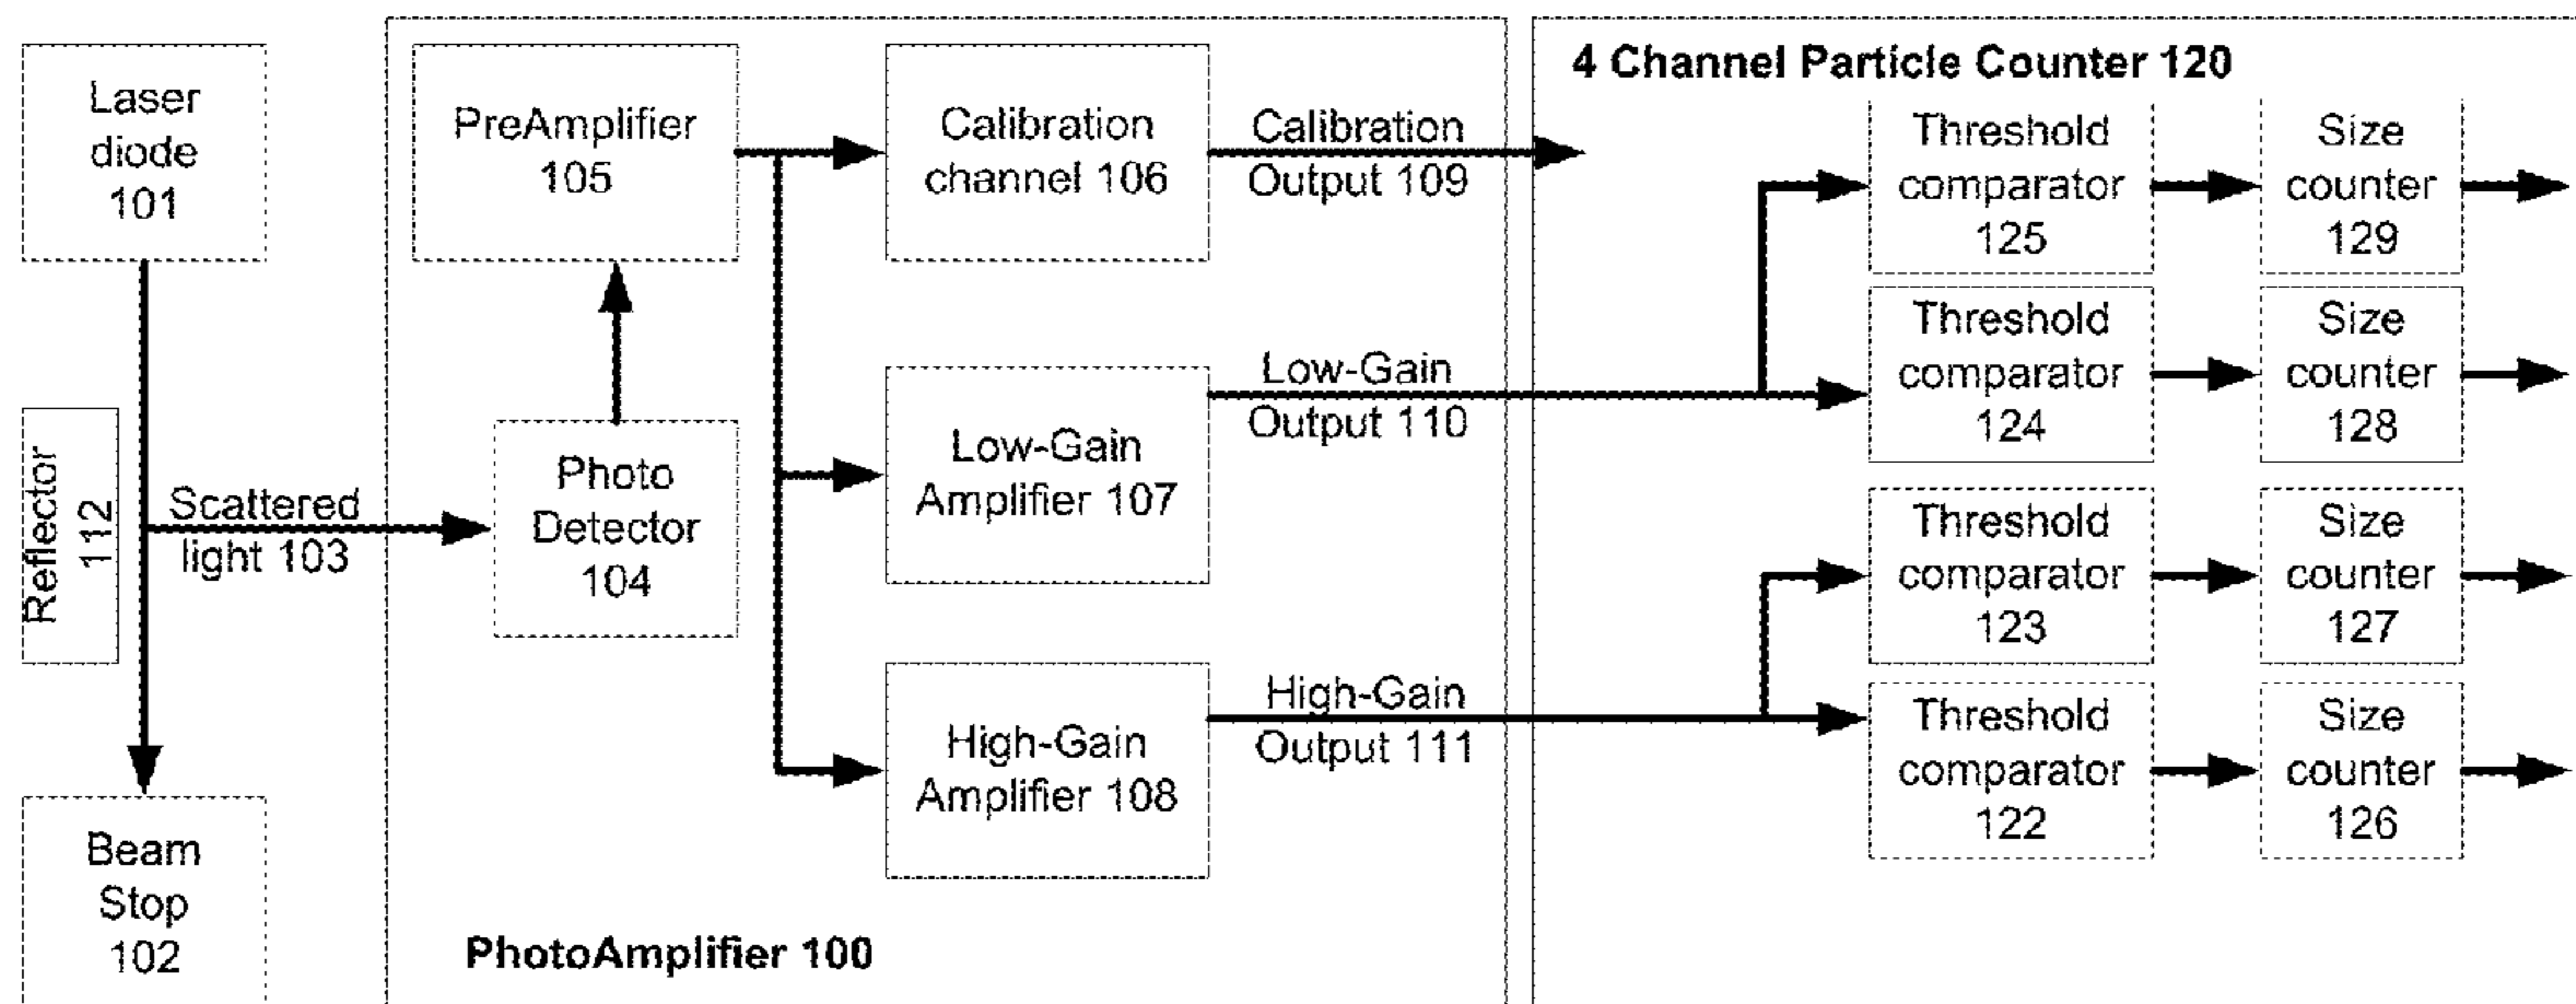 Laser
diode
101
Reflector
112
Scattered
light 103
Beam
Stop
102
PreAmplifier
105
Photo
Detector
104
Calibration
channel 106
Low-Gain
Amplifier 107
High-Gain
Amplifier 108
PhotoAmplifier 100
Calibration
Output 109
Low-Gain
Output 110
High-Gain
Output 111
4 Channel Particle Counter 120
Threshold
comparator
125
Size
counter
129
Threshold
comparator
124
Size
counter
128
Threshold
comparator
123
Size
counter
127
Threshold
comparator
122
Size
counter
126